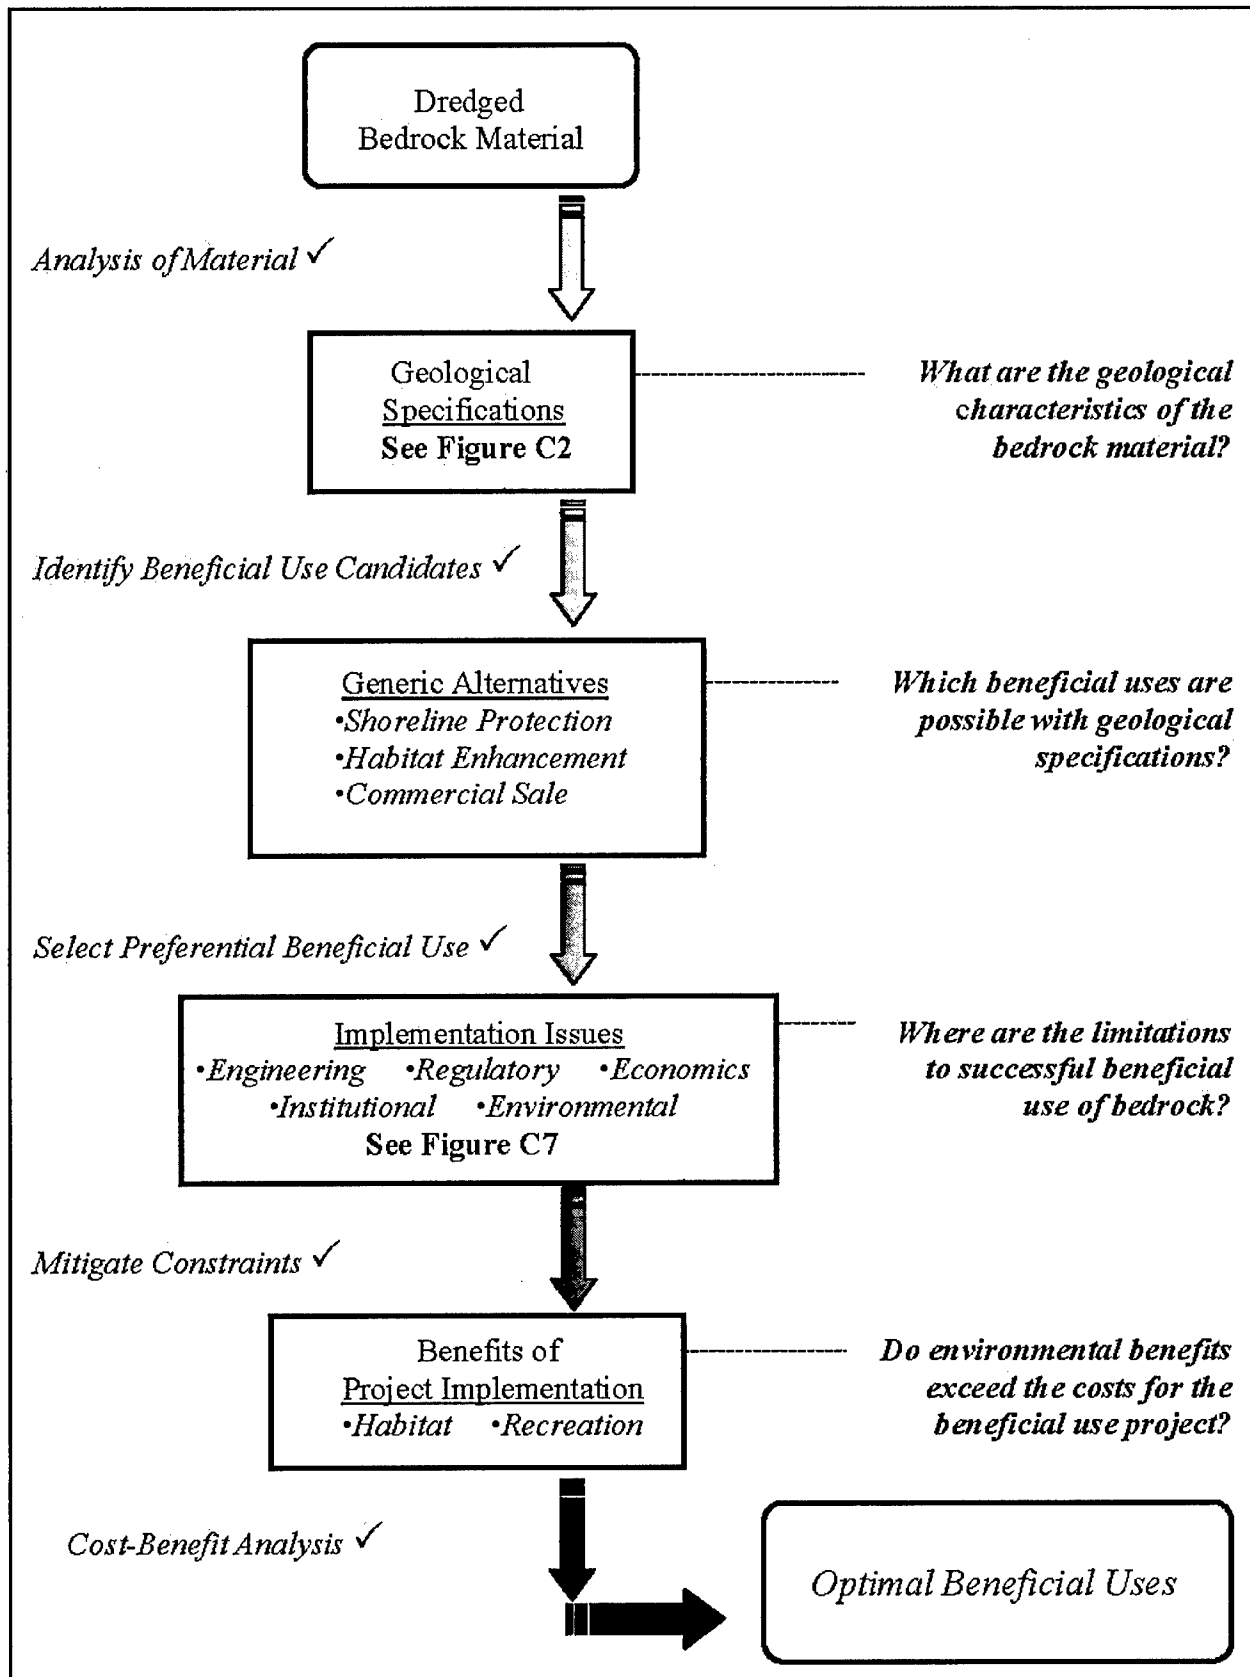 Dredged
Bedrock Material
Analysis of Material ✓
Geological
Specifications
See Figure C2
What are the geological
characteristics of the
bedrock material?
Identify Beneficial Use Candidates ✓
Generic Alternatives
•Shoreline Protection
•Habitat Enhancement
•Commercial Sale
Which beneficial uses are
possible with geological
specifications?
Select Preferential Beneficial Use ✓
Implementation Issues
•Engineering •Regulatory •Economics
•Institutional •Environmental
See Figure C7
Where are the limitations
to successful beneficial
use of bedrock?
Mitigate Constraints ✓
Benefits of
Project Implementation
•Habitat •Recreation
Do environmental benefits
exceed the costs for the
beneficial use project?
Cost-Benefit Analysis ✓
Optimal Beneficial Uses